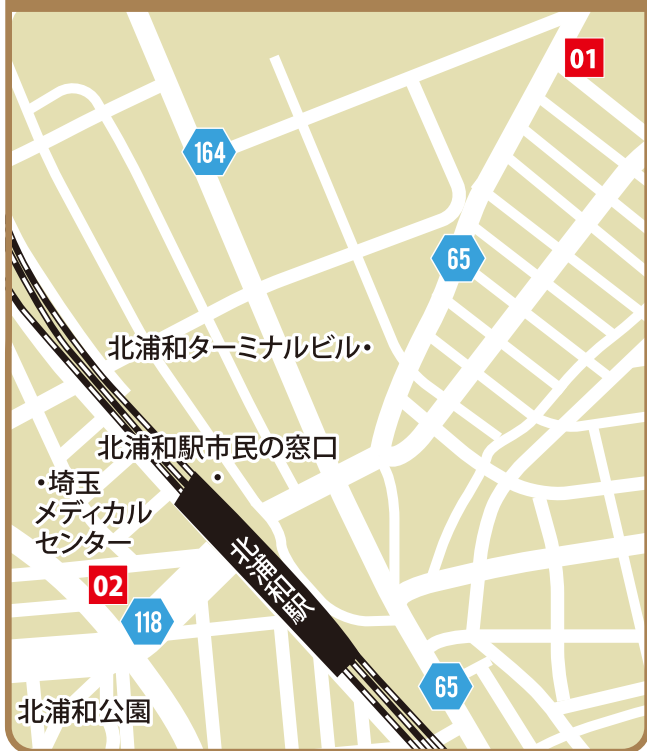 01
164
65
北浦和ターミナルビル・
北浦和駅市民の窓口
・埼玉
メディカル
センター
北浦和駅
02
118
65
北浦和公園